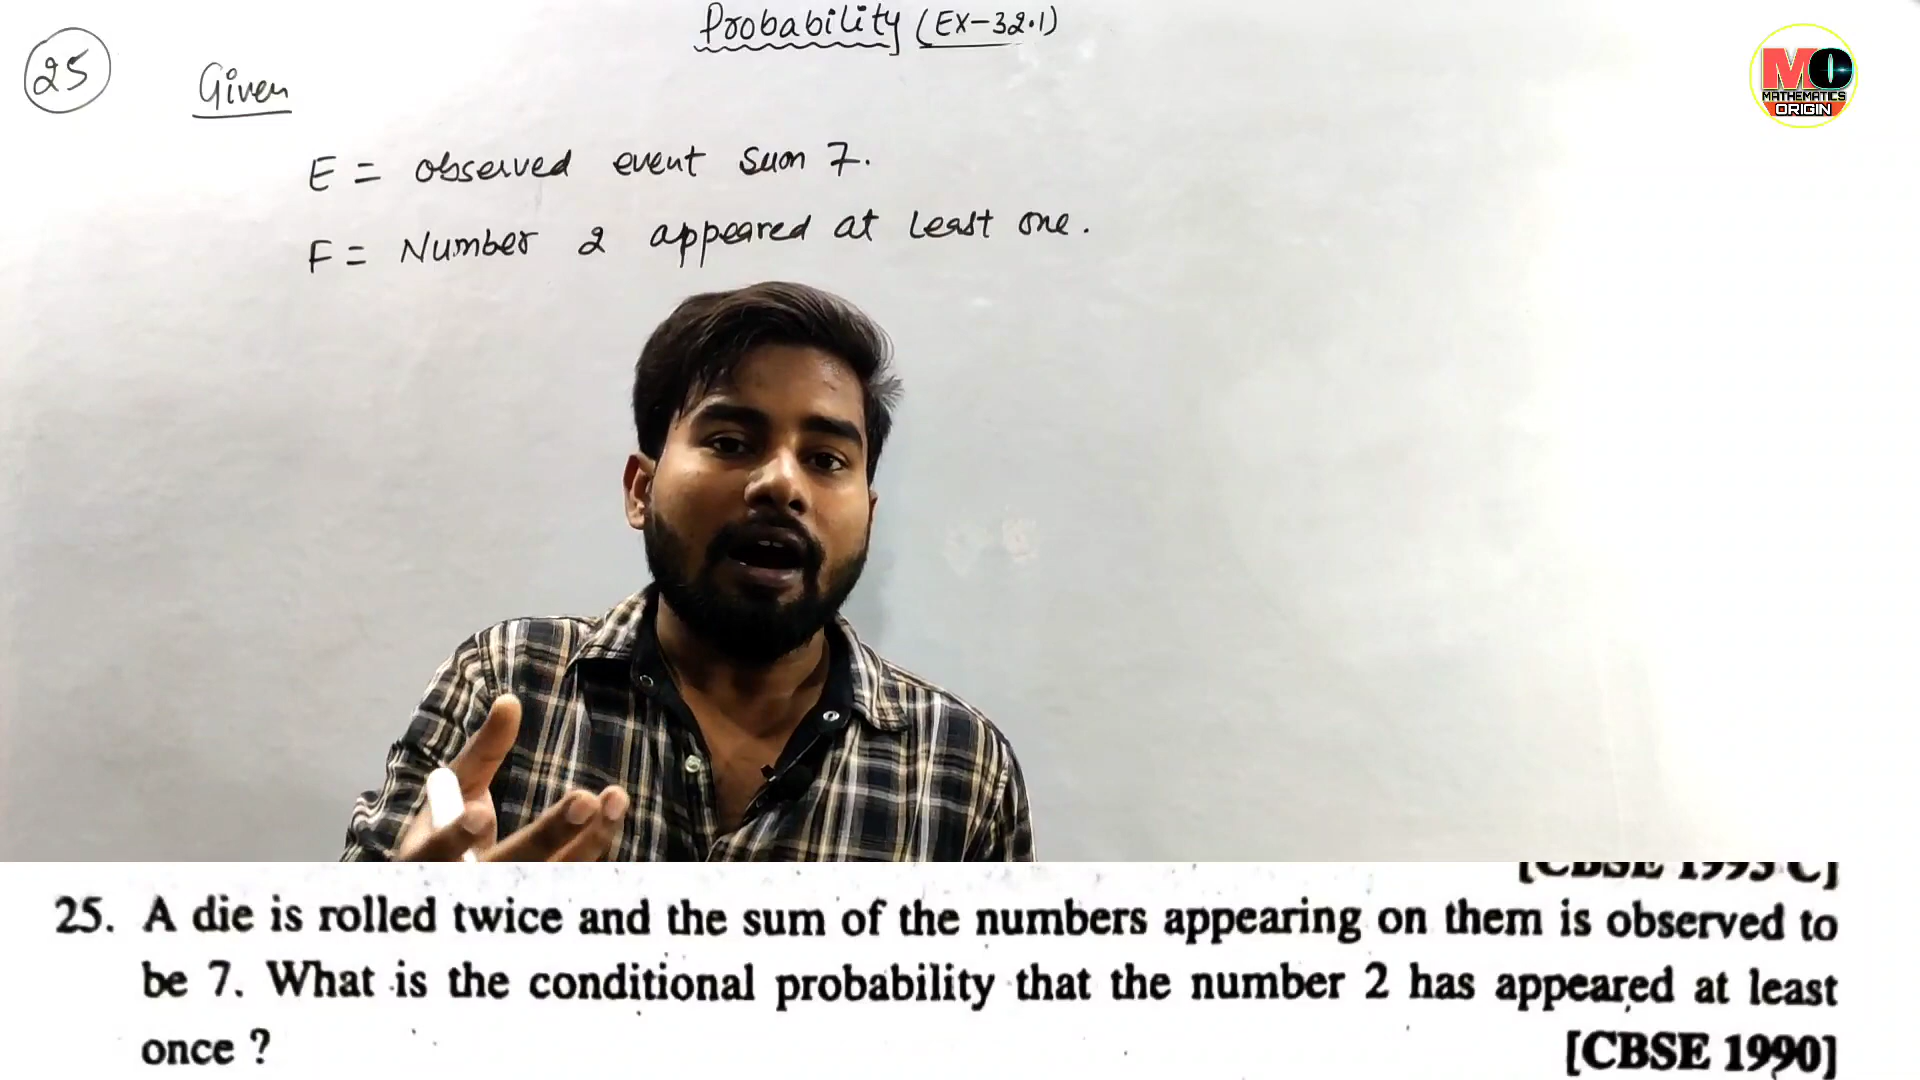 Probability (EX-32.1)
25
Given
E = observed event sum 7.
F = Number 2 appeared at least one.
MO
MATHEMATICS
ORIGIN
[CBSE 1993 C]
25. A die is rolled twice and the sum of the numbers appearing on them is observed to
be 7. What is the conditional probability that the number 2 has appeared at least
once ?
[CBSE 1990]